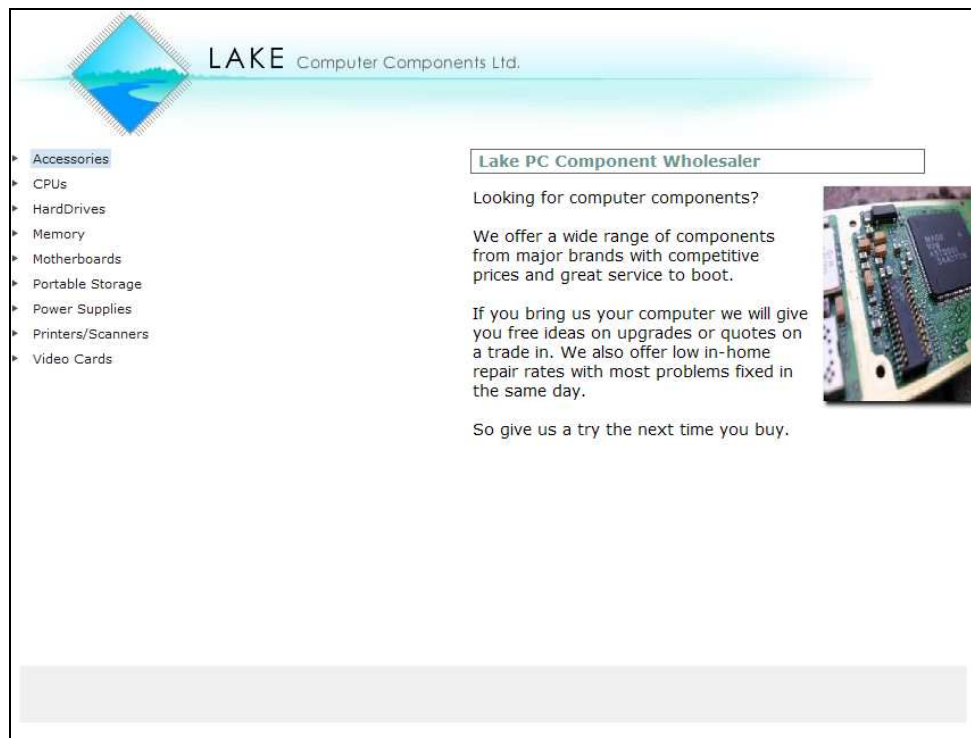 LAKE Computer Components Ltd.
Accessories
CPUs
HardDrives
Memory
Motherboards
Portable Storage
Power Supplies
Printers/Scanners
Video Cards
Lake PC Component Wholesaler
Looking for computer components?
We offer a wide range of components
from major brands with competitive
prices and great service to boot.
If you bring us your computer we will give
you free ideas on upgrades or quotes on
a trade in. We also offer low in-home
repair rates with most problems fixed in
the same day.
So give us a try the next time you buy.